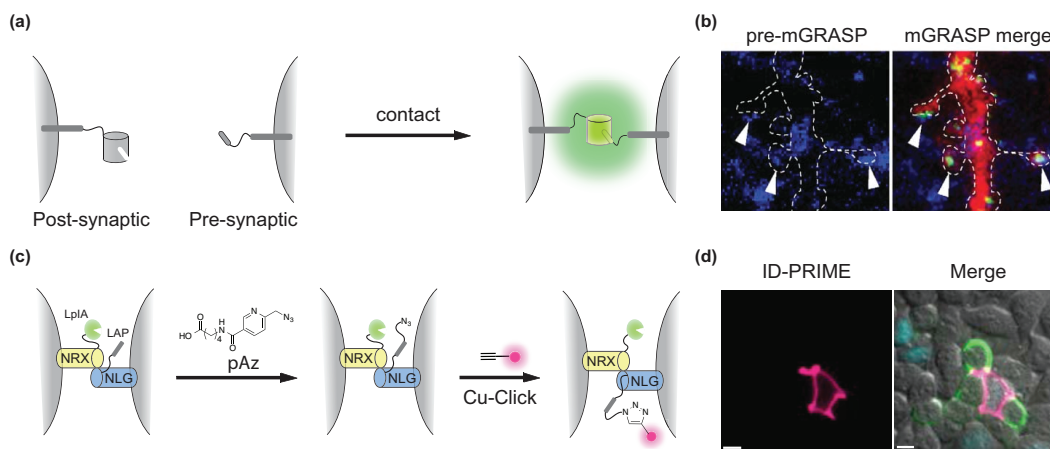 (a)
contact
Post-synaptic
Pre-synaptic
(b)
pre-mGRASP
mGRASP merge
(c)
LplA
LAP
NRX
NLG
HO
O
4
H
N
O
N
N₃
pAz
N₃
NRX
NLG
Cu-Click
NRX
NLG
N
N
N
(d)
ID-PRIME
Merge